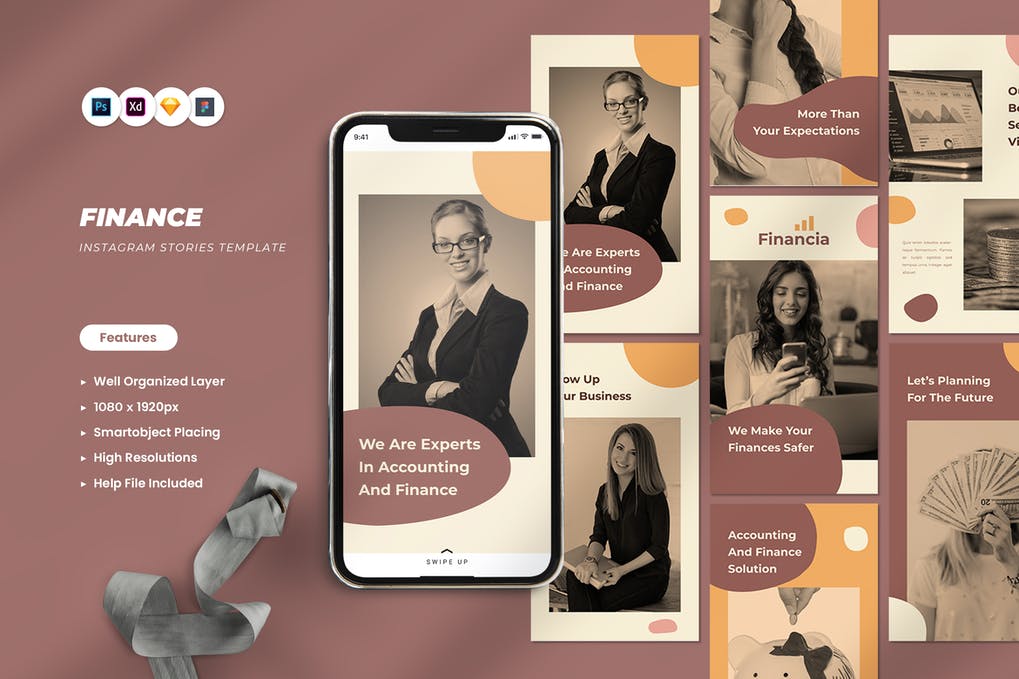 Ps
Xd
FINANCE
INSTAGRAM STORIES TEMPLATE
Features
Well Organized Layer
1080 x 1920px
Smartobject Placing
High Resolutions
Help File Included
9:41
We Are Experts
In Accounting
And Finance
SWIPE UP
e Are Experts
Accounting
d Finance
ow Up
ur Business
More Than
Your Expectations
Financia
We Make Your
Finances Safer
Accounting
And Finance
Solution
Let's Planning
For The Future
20